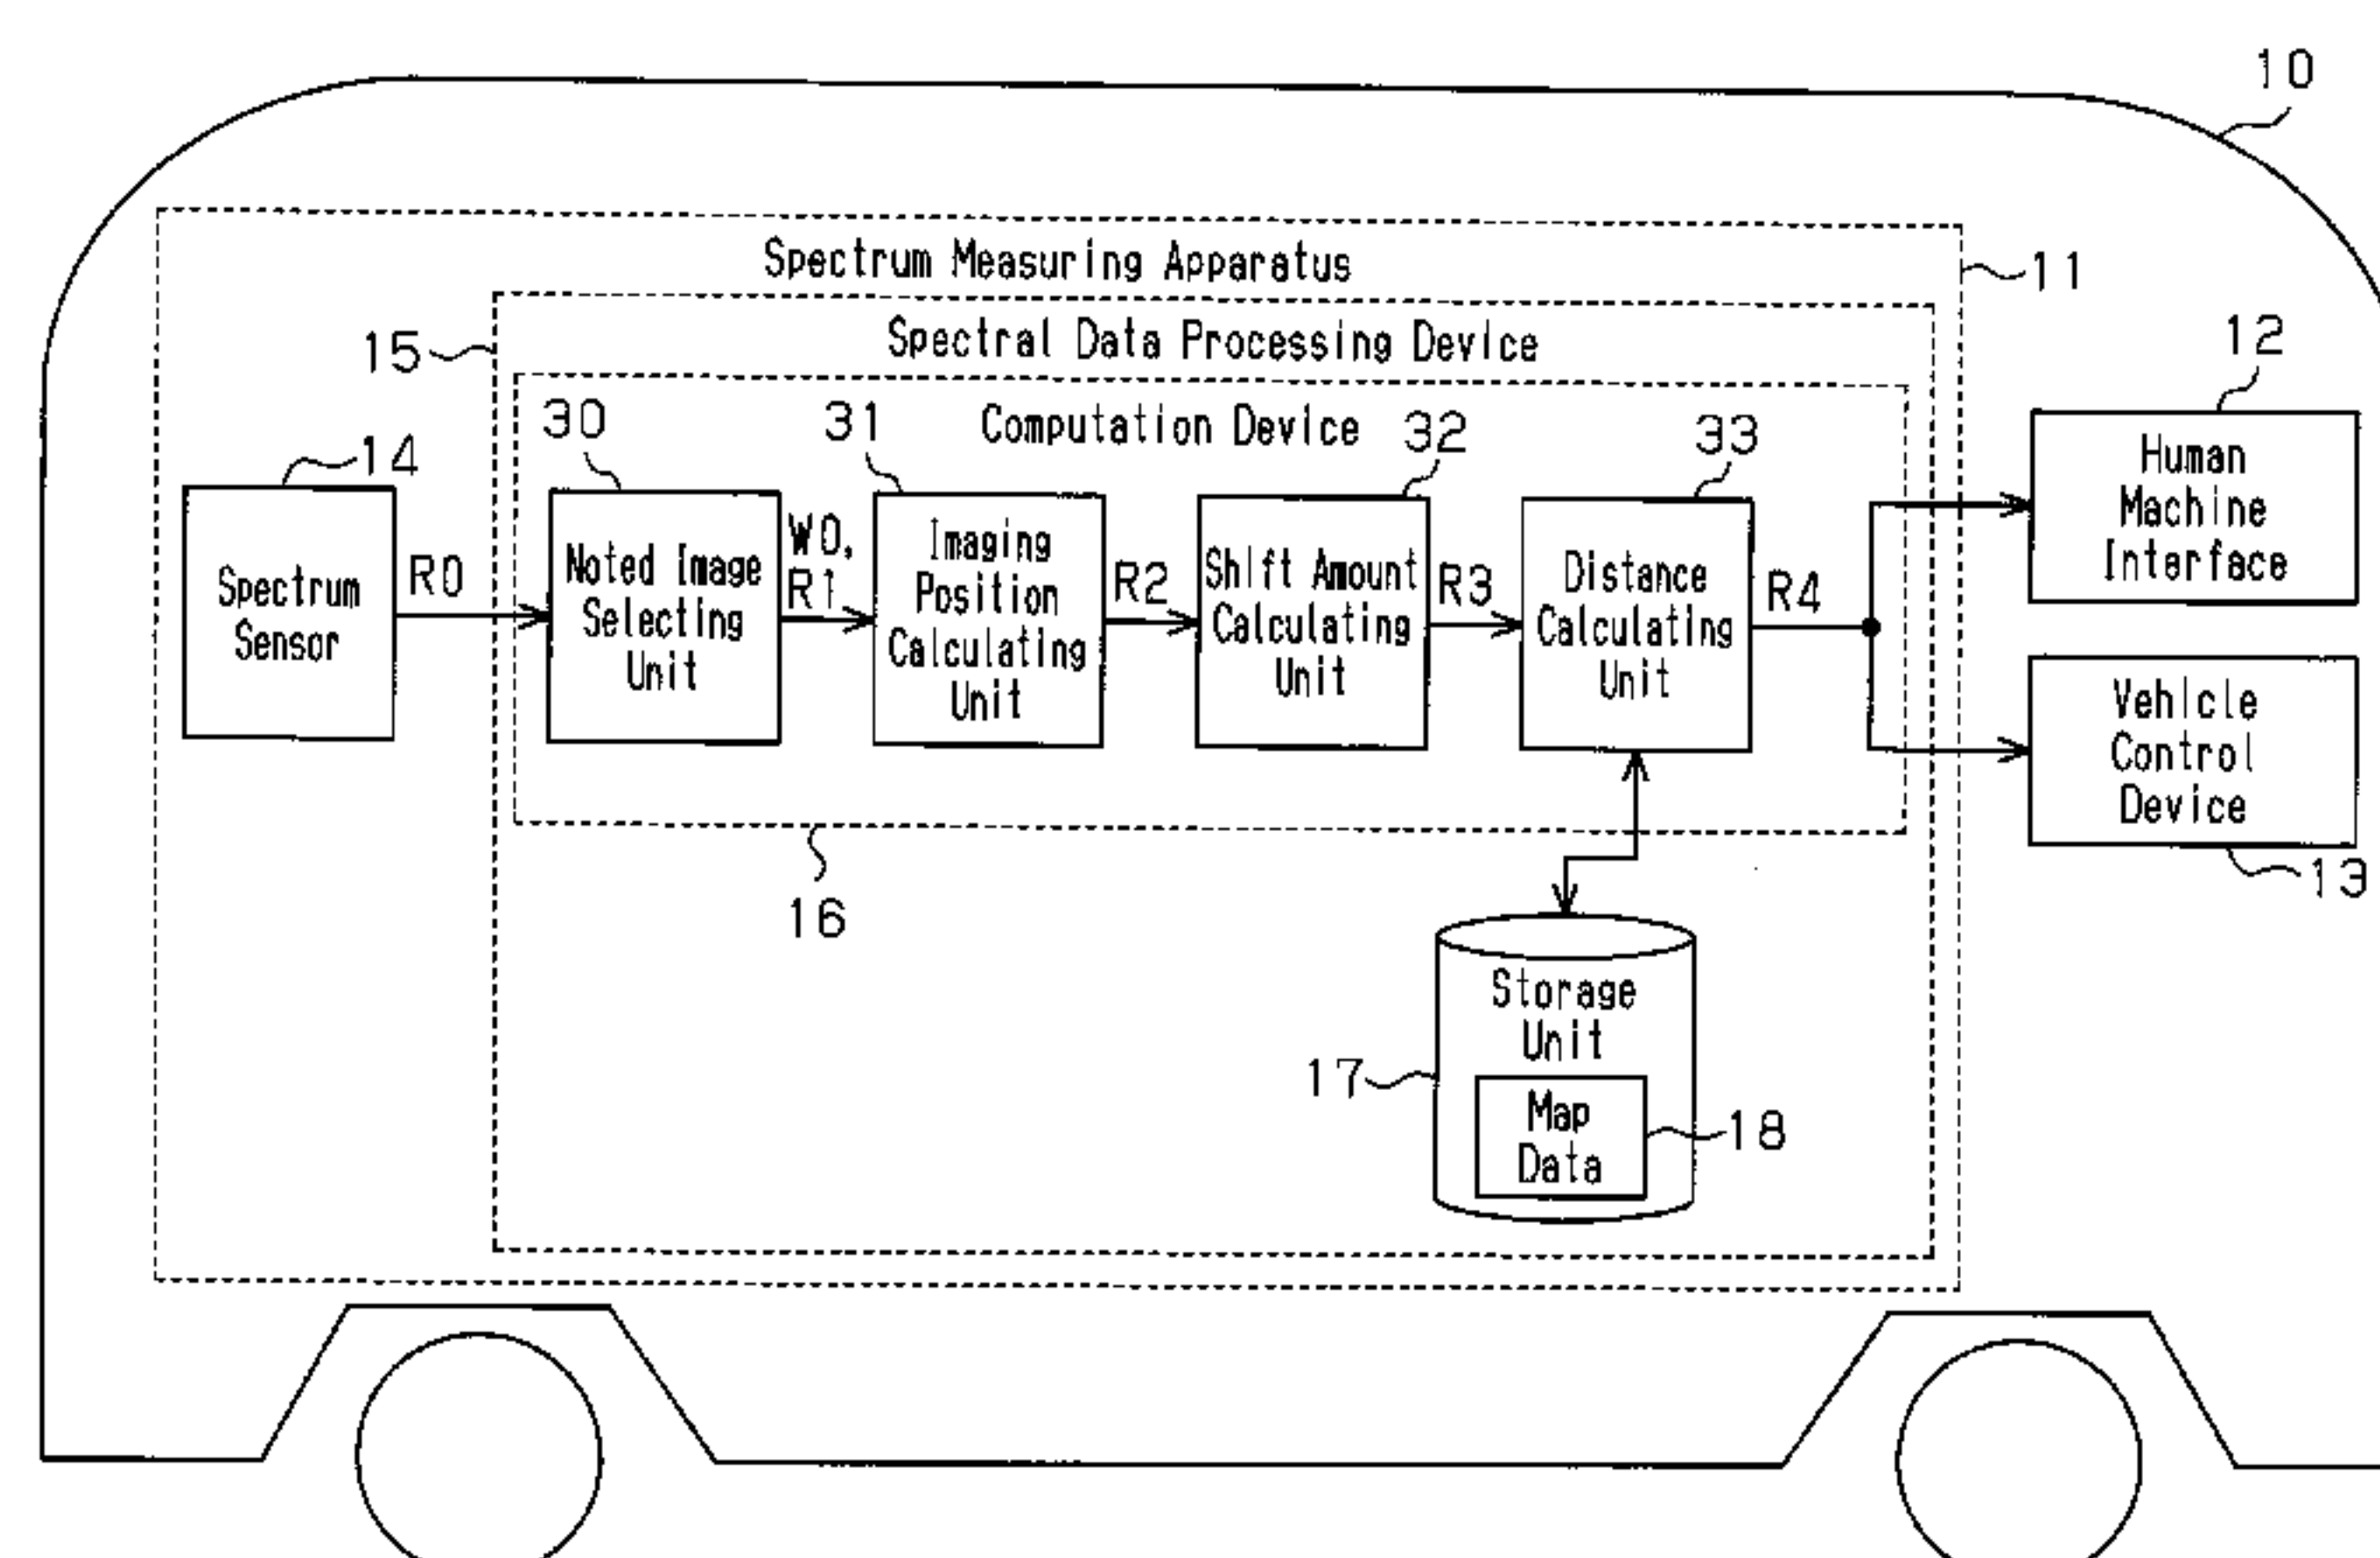 10
Spectrum Measuring Apparatus
11
15
Spectral Data Processing Device
12
30
31
Computation Device
32
33
14
Human
Machine
Interface
Spectrum
Sensor
R0
Noted Image
Selecting
Unit
W0,
R1
Imaging
Position
Calculating
Unit
R2
Shift Amount
Calculating
Unit
R3
Distance
Calculating
Unit
R4
Vehicle
Control
Device
13
16
Storage
Unit
17
Map
Data
18